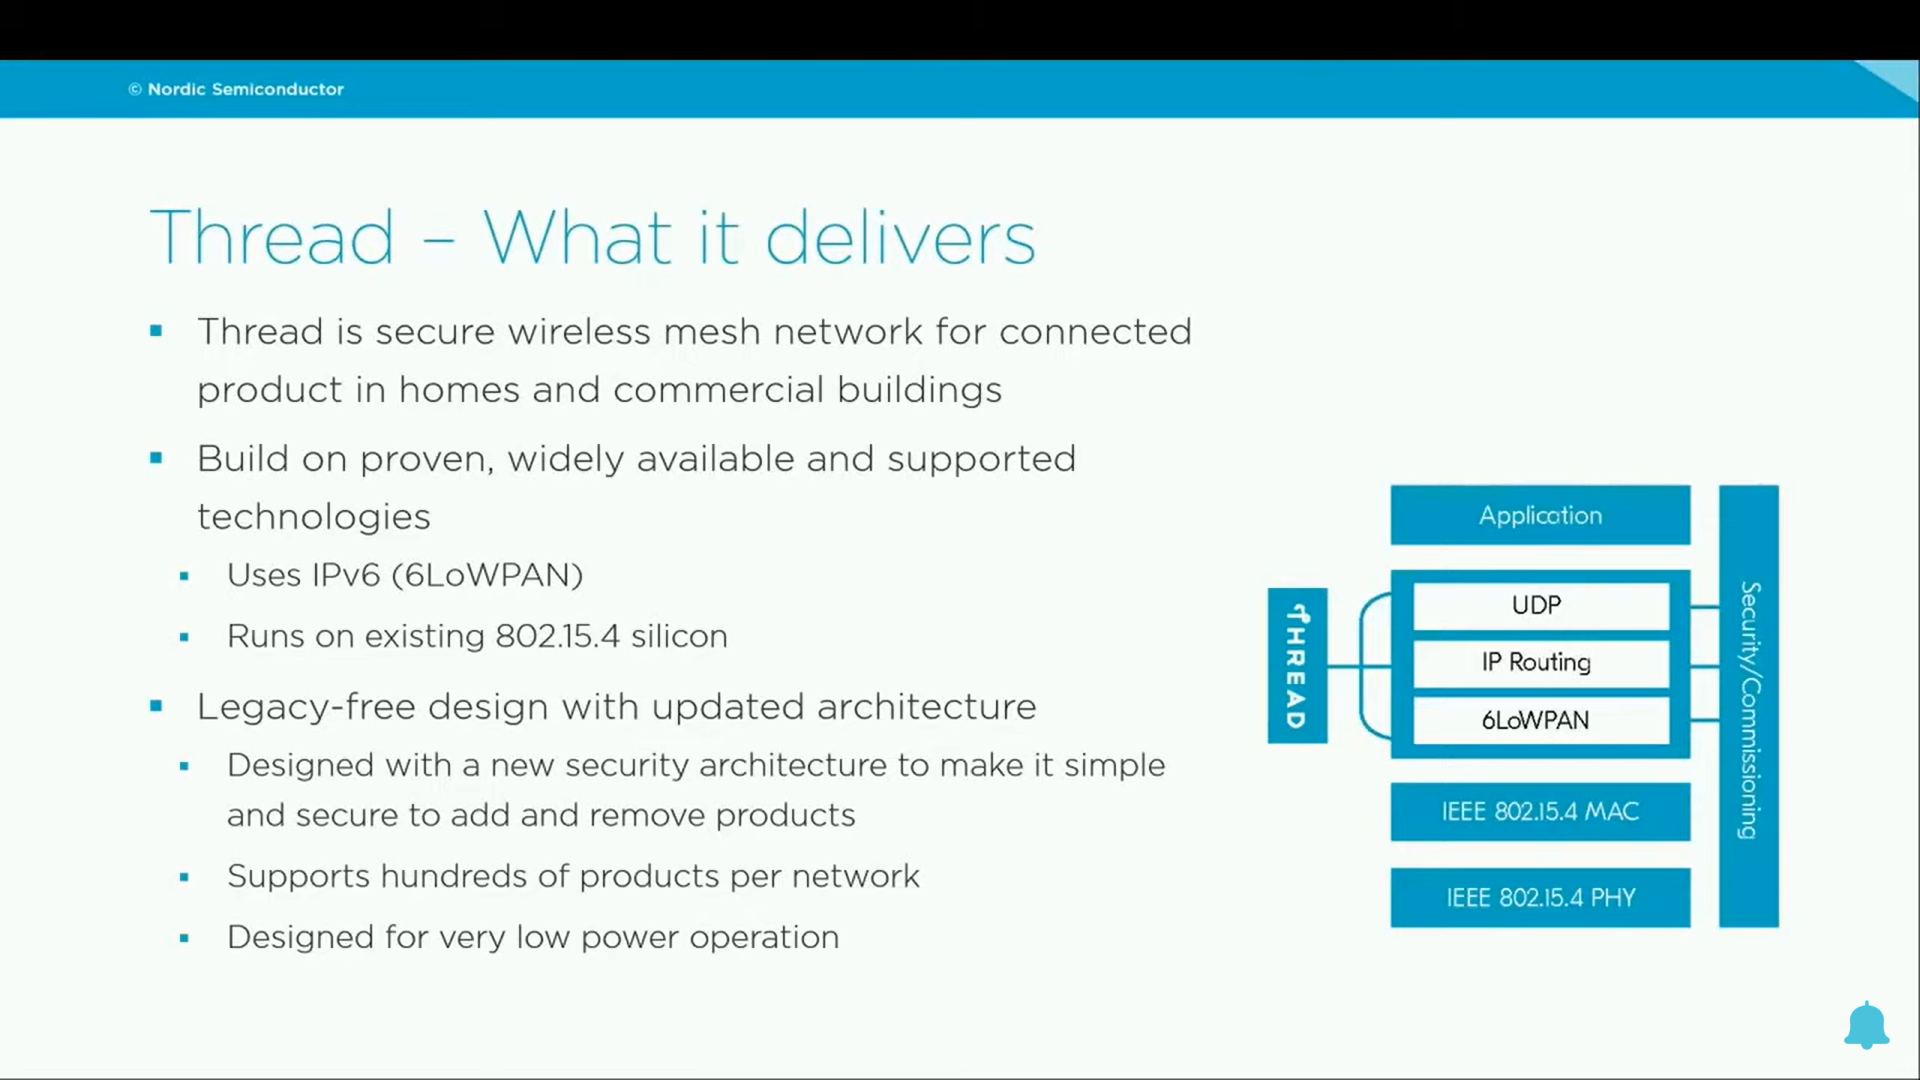 © Nordic Semiconductor
Thread – What it delivers
Thread is secure wireless mesh network for connected
product in homes and commercial buildings
Build on proven, widely available and supported
technologies
Uses IPv6 (6LoWPAN)
Runs on existing 802.15.4 silicon
Legacy-free design with updated architecture
Designed with a new security architecture to make it simple
and secure to add and remove products
Supports hundreds of products per network
Designed for very low power operation
THREAD
Application
UDP
IP Routing
6LoWPAN
IEEE 802.15.4 MAC
IEEE 802.15.4 PHY
Security/Commissioning